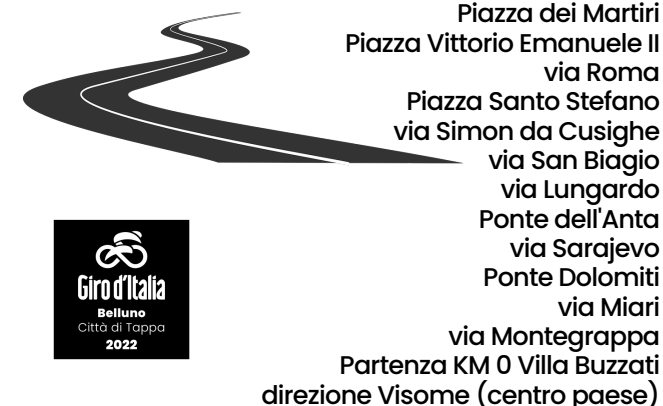 Piazza dei Martiri
Piazza Vittorio Emanuele II
via Roma
Piazza Santo Stefano
via Simon da Cusighe
via San Biagio
via Lungardo
Ponte dell'Anta
via Sarajevo
Ponte Dolomiti
via Miari
via Montegrappa
Partenza KM 0 Villa Buzzati
direzione Visome (centro paese)
Giro d'Italia
Belluno
Città di Tappa
2022